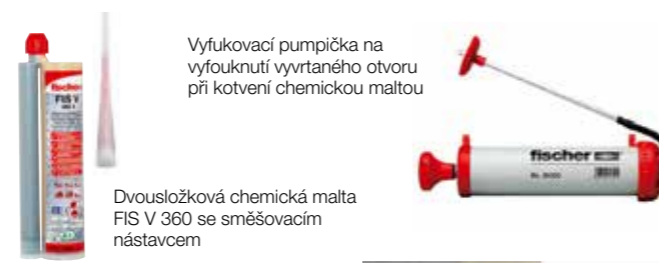 Vyfukovací pumpička na
vyfouknutí vyvrtaného otvoru
při kotvení chemickou maltou
fischer
FIS V
fischer
Dvousložková chemická malta
FIS V 360 se směšovacím
nástavcem